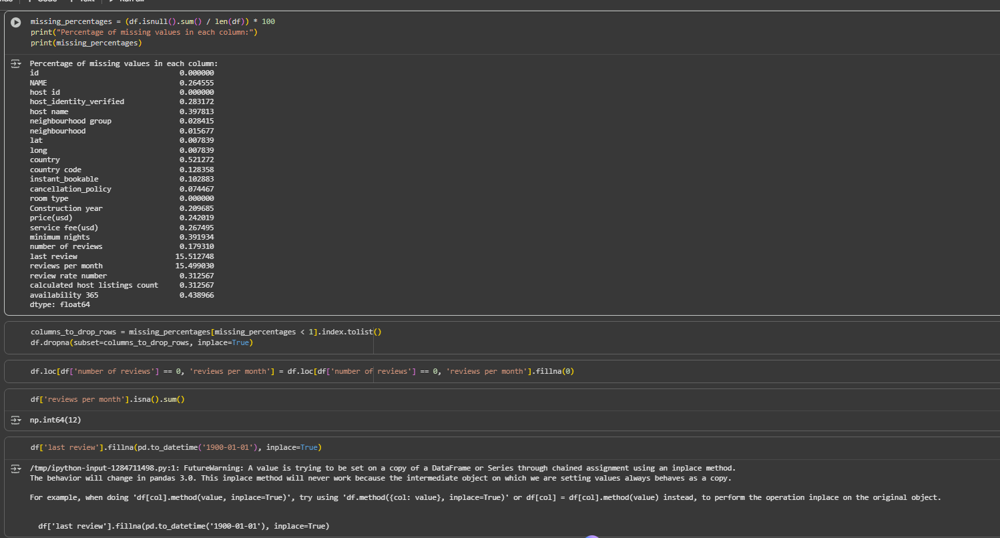 Code Text Run all
missing_percentages = (df.isnull().sum() / len(df)) * 100
print("Percentage of missing values in each column:")
print(missing_percentages)
Percentage of missing values in each column:
id 0.000000
NAME 0.264555
host id 0.000000
host_identity_verified 0.283172
host name 0.397813
neighbourhood group 0.028415
neighbourhood 0.015677
lat 0.007839
long 0.007839
country 0.521272
country code 0.128358
instant_bookable 0.102883
cancellation_policy 0.074467
room type 0.000000
Construction year 0.209685
price(usd) 0.242019
service fee(usd) 0.267495
minimum nights 0.391934
number of reviews 0.179310
last review 15.512748
reviews per month 15.499030
review rate number 0.312567
calculated host listings count 0.312567
availability 365 0.438966
dtype: float64
columns_to_drop_rows = missing_percentages[missing_percentages < 1].index.tolist()
df.dropna(subset=columns_to_drop_rows, inplace=True)
df.loc[df['number of reviews'] == 0, 'reviews per month'] = df.loc[df['number of reviews'] == 0, 'reviews per month'].fillna(0)
df['reviews per month'].isna().sum()
np.int64(12)
df['last review'].fillna(pd.to_datetime('1900-01-01'), inplace=True)
/tmp/ipython-input-1284711498.py:1: FutureWarning: A value is trying to be set on a copy of a DataFrame or Series through chained assignment using an inplace method.
The behavior will change in pandas 3.0. This inplace method will never work because the intermediate object on which we are setting values always behaves as a copy.
For example, when doing 'df[col].method(value, inplace=True)', try using 'df.method({col: value}, inplace=True)' or df[col] = df[col].method(value) instead, to perform the operation inplace on the original object.
df['last review'].fillna(pd.to_datetime('1900-01-01'), inplace=True)